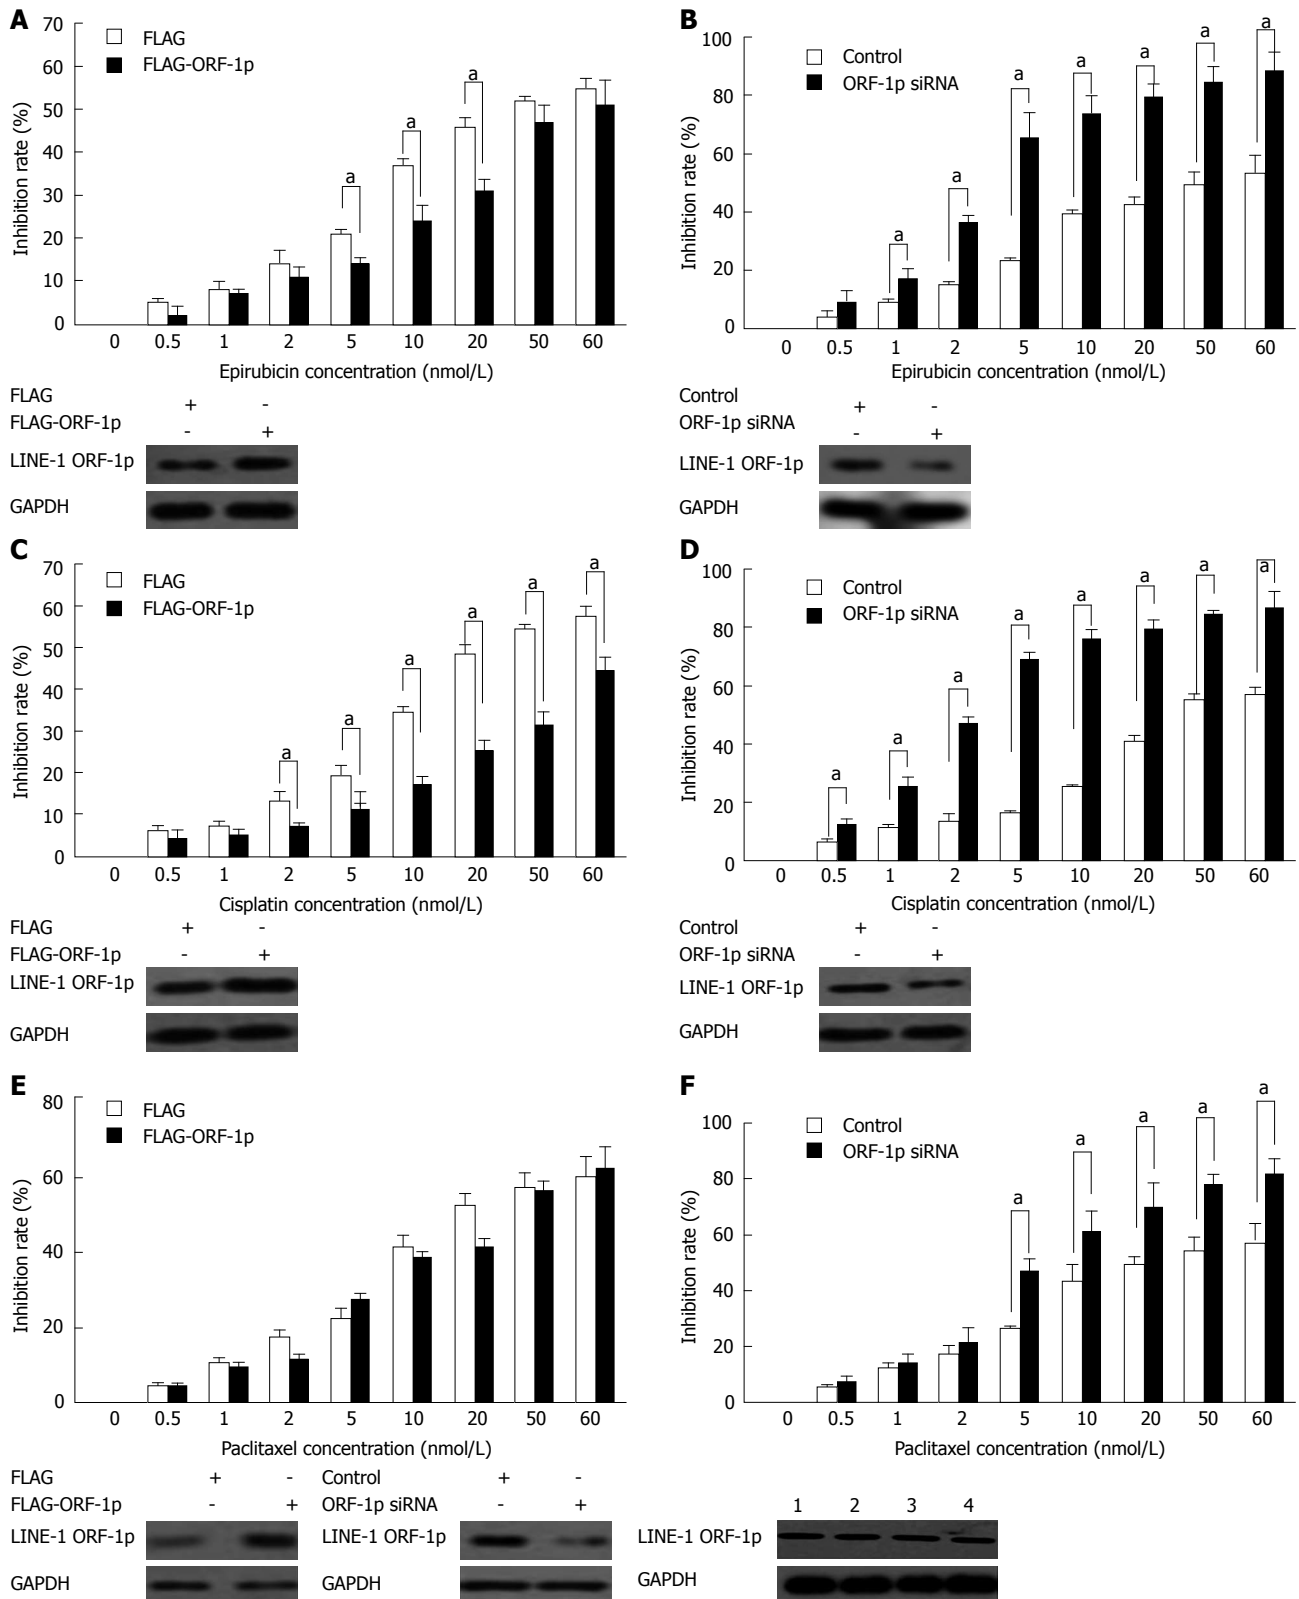 A
70
60
50
40
30
20
10
0
Inhibition rate (%)
FLAG
FLAG-ORF-1p
a
a
a
0 0.5 1 2 5 10 20 50 60
Epirubicin concentration (nmol/L)
FLAG + -
FLAG-ORF-1p - +
LINE-1 ORF-1p
GAPDH
B
100
80
60
40
20
0
Inhibition rate (%)
Control
ORF-1p siRNA
a
a
a
a
a
a
a
0 0.5 1 2 5 10 20 50 60
Epirubicin concentration (nmol/L)
Control + -
ORF-1p siRNA - +
LINE-1 ORF-1p
GAPDH
C
70
60
50
40
30
20
10
0
Inhibition rate (%)
FLAG
FLAG-ORF-1p
a
a
a
a
a
a
0 0.5 1 2 5 10 20 50 60
Cisplatin concentration (nmol/L)
FLAG + -
FLAG-ORF-1p - +
LINE-1 ORF-1p
GAPDH
D
100
80
60
40
20
0
Inhibition rate (%)
Control
ORF-1p siRNA
a
a
a
a
a
a
a
a
0 0.5 1 2 5 10 20 50 60
Cisplatin concentration (nmol/L)
Control + -
ORF-1p siRNA - +
LINE-1 ORF-1p
GAPDH
E
80
60
40
20
0
Inhibition rate (%)
FLAG
FLAG-ORF-1p
0 0.5 1 2 5 10 20 50 60
Paclitaxel concentration (nmol/L)
FLAG + -
FLAG-ORF-1p - +
LINE-1 ORF-1p
GAPDH
F
100
80
60
40
20
0
Inhibition rate (%)
Control
ORF-1p siRNA
a
a
a
a
a
0 0.5 1 2 5 10 20 50 60
Paclitaxel concentration (nmol/L)
Control + -
ORF-1p siRNA - +
LINE-1 ORF-1p
GAPDH
1 2 3 4
LINE-1 ORF-1p
GAPDH